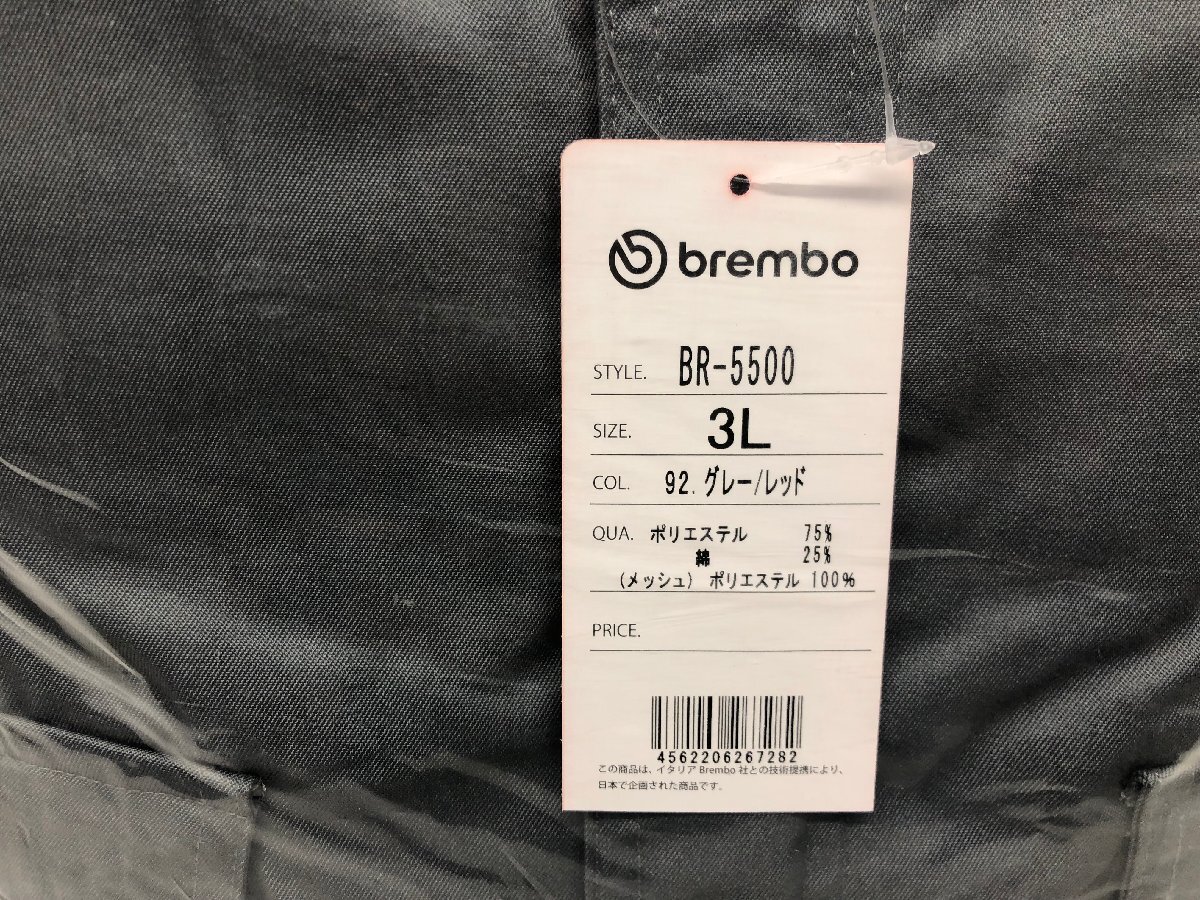 brembo
STYLE. BR-5500
SIZE. 3L
COL. 92.グレー/レッド
QUA. ポリエステル 75%
綿 25%
(メッシュ) ポリエステル 100%
PRICE.
4562206267282
この商品は、イタリア Brembo 社との技術提携により、
日本で企画された商品です。